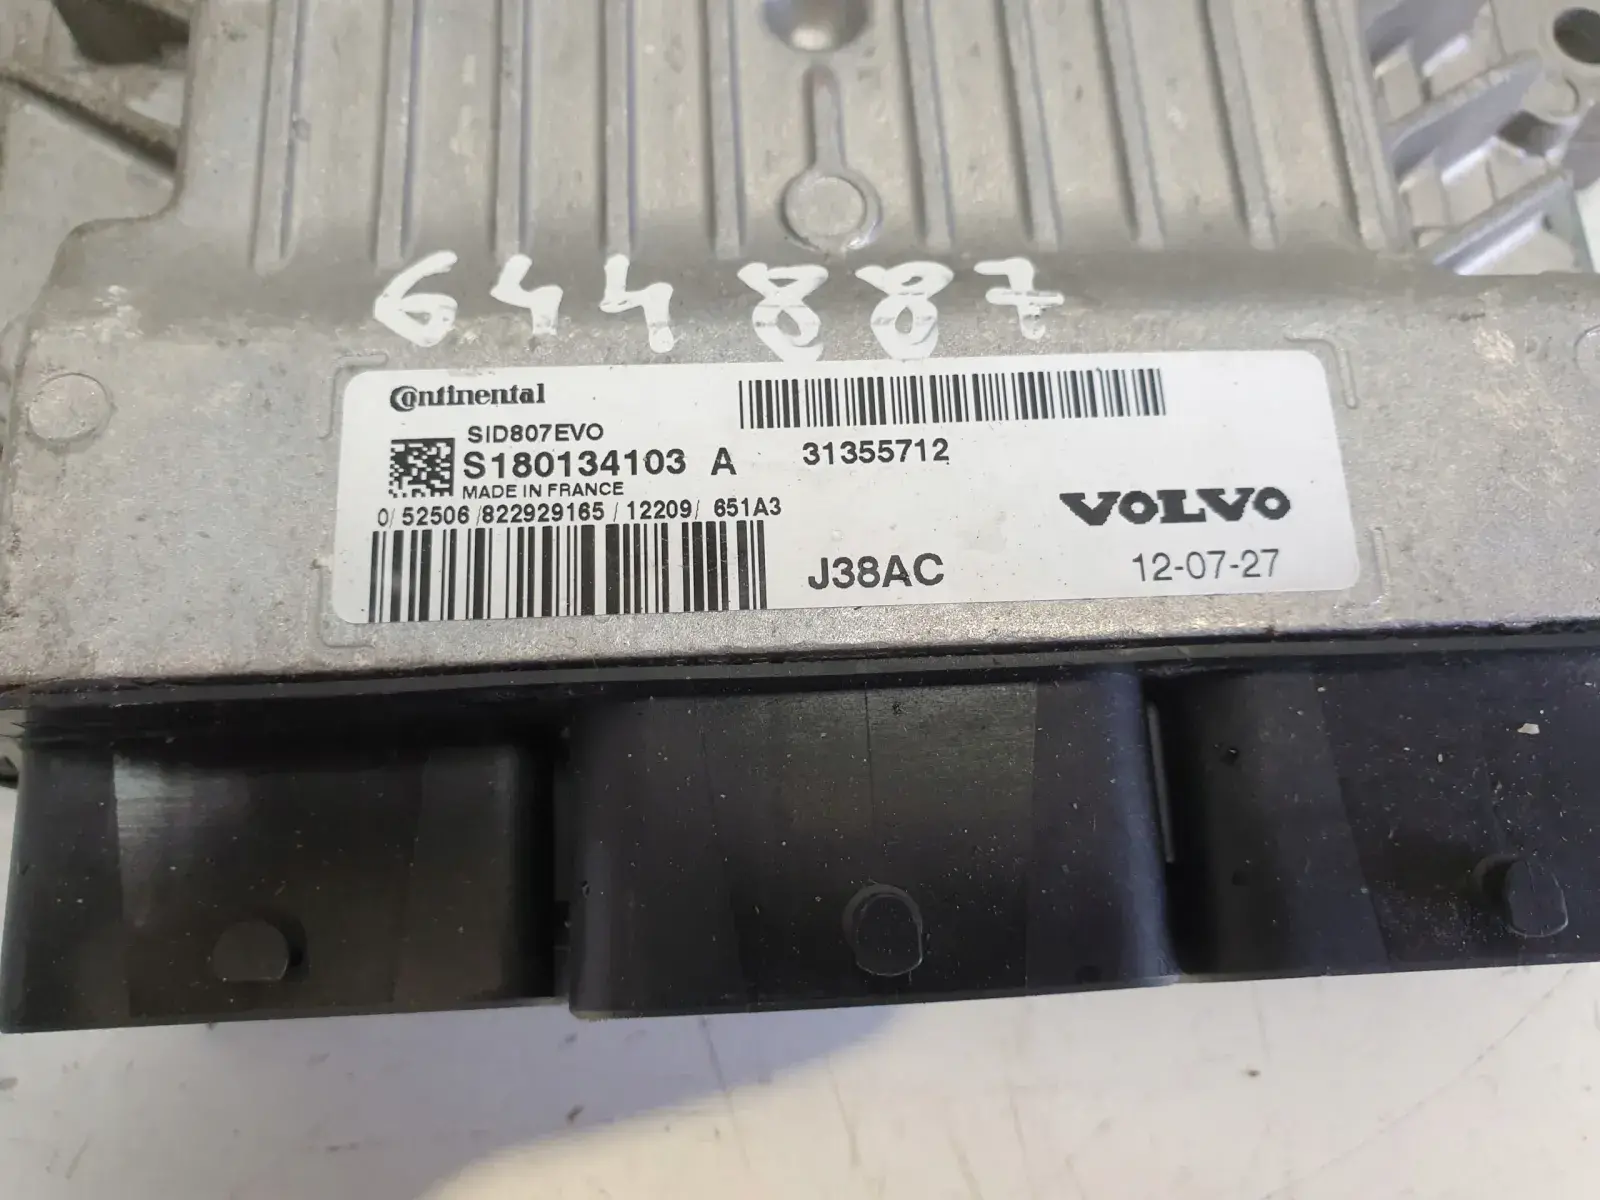 644887
Continental
SID807EVO
S180134103 A
MADE IN FRANCE
0/ 52506 /822929165 / 12209/ 651A3
31355712
VOLVO
J38AC
12-07-27